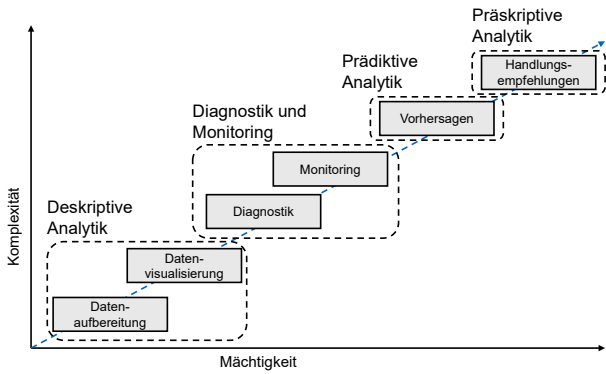 Präskriptive
Analytik
Handlungs-
empfehlungen
Prädiktive
Analytik
Vorhersagen
Diagnostik und
Monitoring
Monitoring
Diagnostik
Deskriptive
Analytik
Daten-
visualisierung
Daten-
aufbereitung
Komplexität
Mächtigkeit